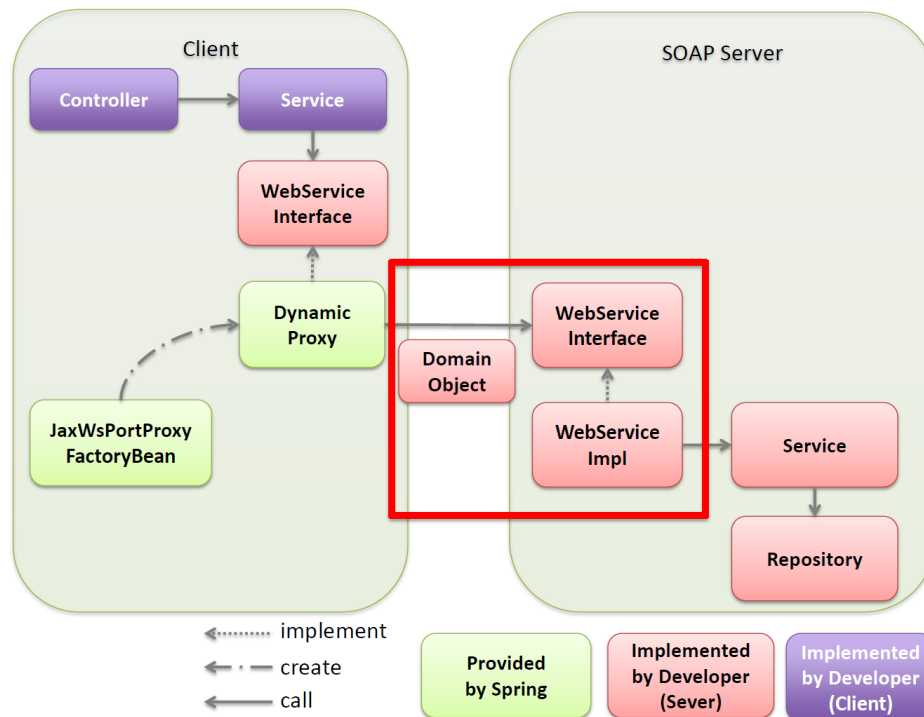 Client
SOAP Server
Controller
Service
WebService
Interface
Dynamic
Proxy
WebService
Interface
Domain
Object
JaxWsPortProxy
FactoryBean
WebService
Impl
Service
Repository
implement
create
call
Provided
by Spring
Implemented
by Developer
(Sever)
Implemented
by Developer
(Client)